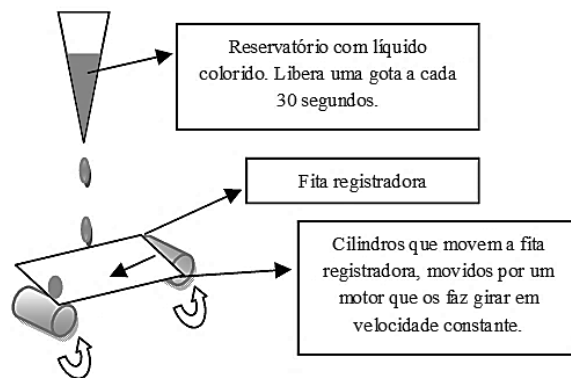 Reservatório com líquido
colorido. Libera uma gota a cada
30 segundos.
Fita registradora
Cilindros que movem a fita
registradora, movidos por um
motor que os faz girar em
velocidade constante.